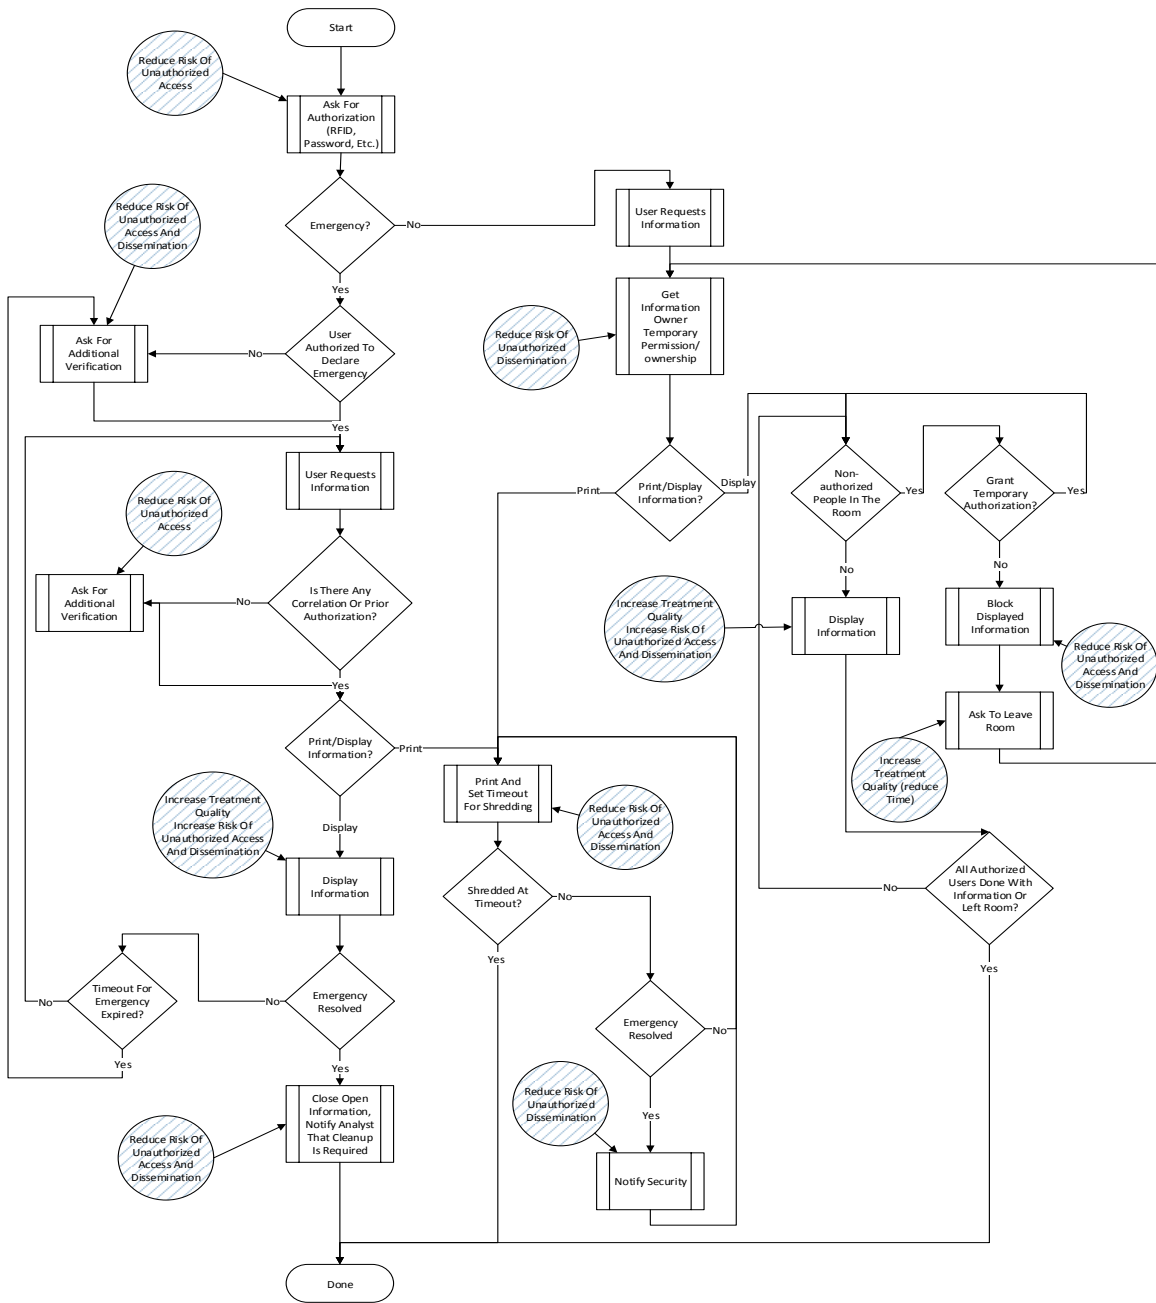 Start
Reduce Risk Of
Unauthorized
Access
Ask For
Authorization
(RFID,
Password, Etc.)
Emergency?
No
User Requests
Information
Reduce Risk Of
Unauthorized
Access And
Dissemination
Yes
Get
Information
Owner
Temporary
Permission/
ownership
Reduce Risk Of
Unauthorized
Dissemination
Ask For
Additional
Verification
No
User
Authorized To
Declare
Emergency
Yes
User Requests
Information
Print
Print/Display
Information?
Display
Non-
authorized
People In The
Room
Yes
Grant
Temporary
Authorization?
Yes
Reduce Risk Of
Unauthorized
Access
No
No
Ask For
Additional
Verification
No
Is There Any
Correlation Or Prior
Authorization?
Increase Treatment
Quality
Increase Risk Of
Unauthorized Access
And Dissemination
Display
Information
Block
Displayed
Information
Reduce Risk Of
Unauthorized
Access And
Dissemination
Yes
Ask To Leave
Room
Print/Display
Information?
Print
Print And
Set Timeout
For Shredding
Increase
Treatment
Quality (reduce
Time)
Increase Treatment
Quality
Increase Risk Of
Unauthorized Access
And Dissemination
Display
Reduce Risk Of
Unauthorized
Access And
Dissemination
Display
Information
Shredded At
Timeout?
No
No
All Authorized
Users Done With
Information Or
Left Room?
Yes
Yes
No
Timeout For
Emergency
Expired?
No
Emergency
Resolved
Emergency
Resolved
No
Yes
Yes
Close Open
Information,
Notify Analyst
That Cleanup
Is Required
Reduce Risk Of
Unauthorized
Dissemination
Yes
Reduce Risk Of
Unauthorized
Access And
Dissemination
Notify Security
Done